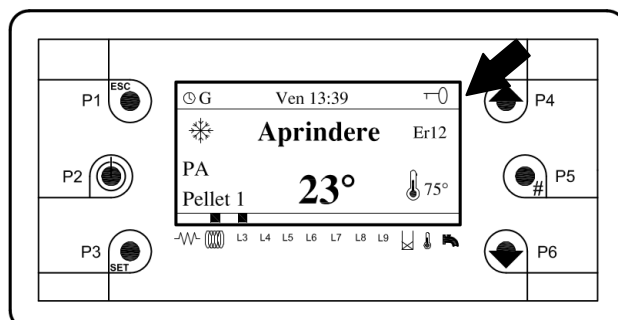 ESC
P1
P2
P3
SET
G Ven 13:39
Aprindere Er12
PA
Pellet 1 23° 75°
L3 L4 L5 L6 L7 L8 L9
P4
P5
#
P6